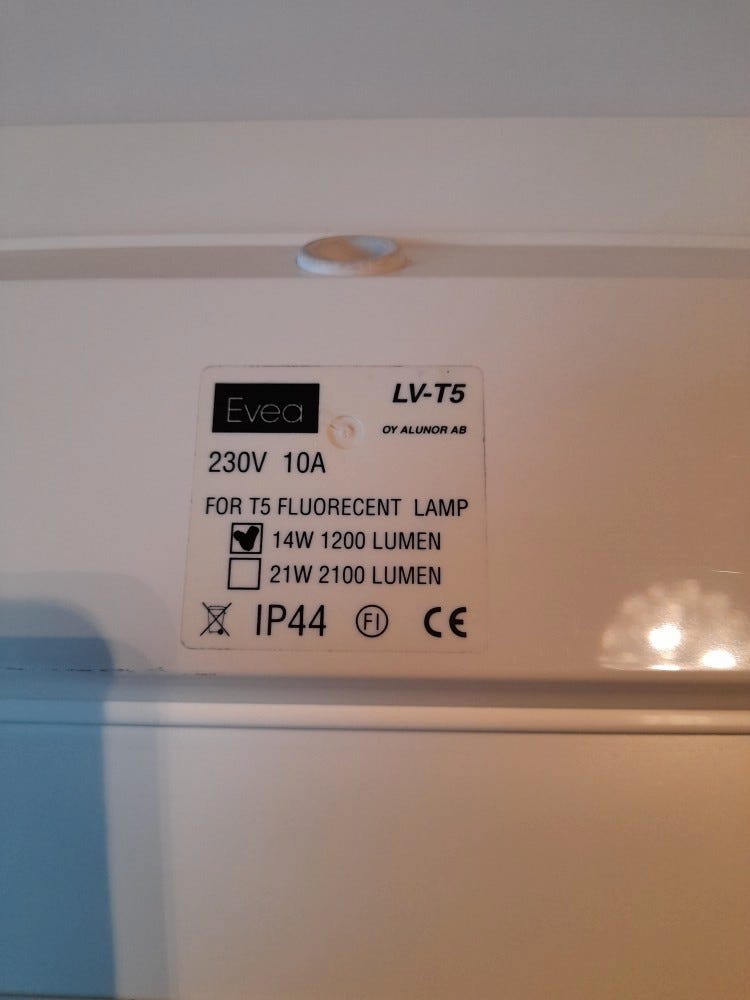 Evea
LV-T5
OY ALUNOR AB
230V 10A
FOR T5 FLUORECENT LAMP
14W 1200 LUMEN
21W 2100 LUMEN
IP44 FI CE